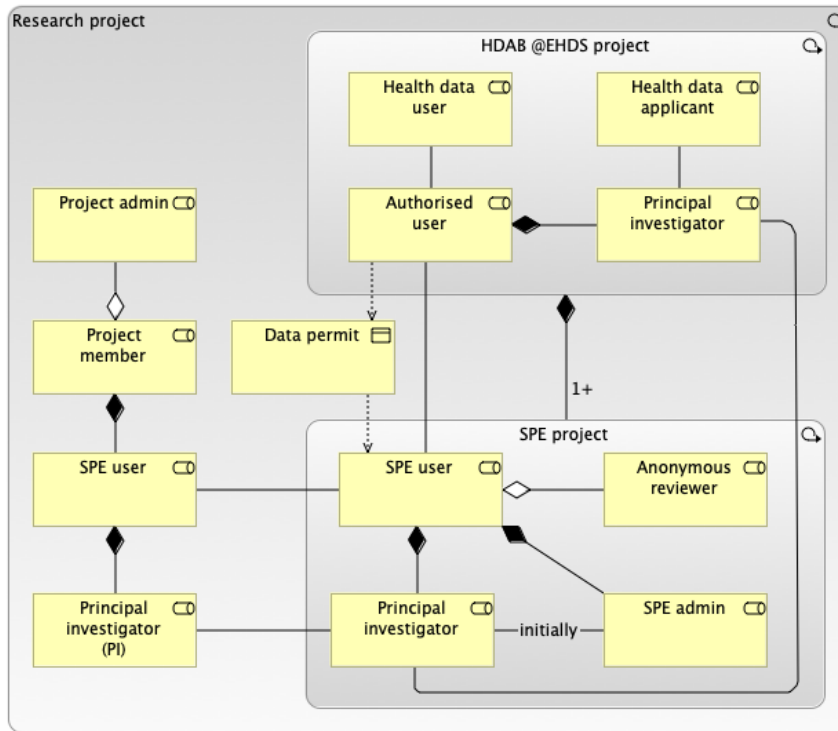 Research project
HDAB @EHDS project
Health data
user
Health data
applicant
Project admin
Authorised
user
Principal
investigator
Project
member
Data permit
1+
SPE project
SPE user
SPE user
Anonymous
reviewer
Principal
investigator
(PI)
Principal
investigator
initially
SPE admin